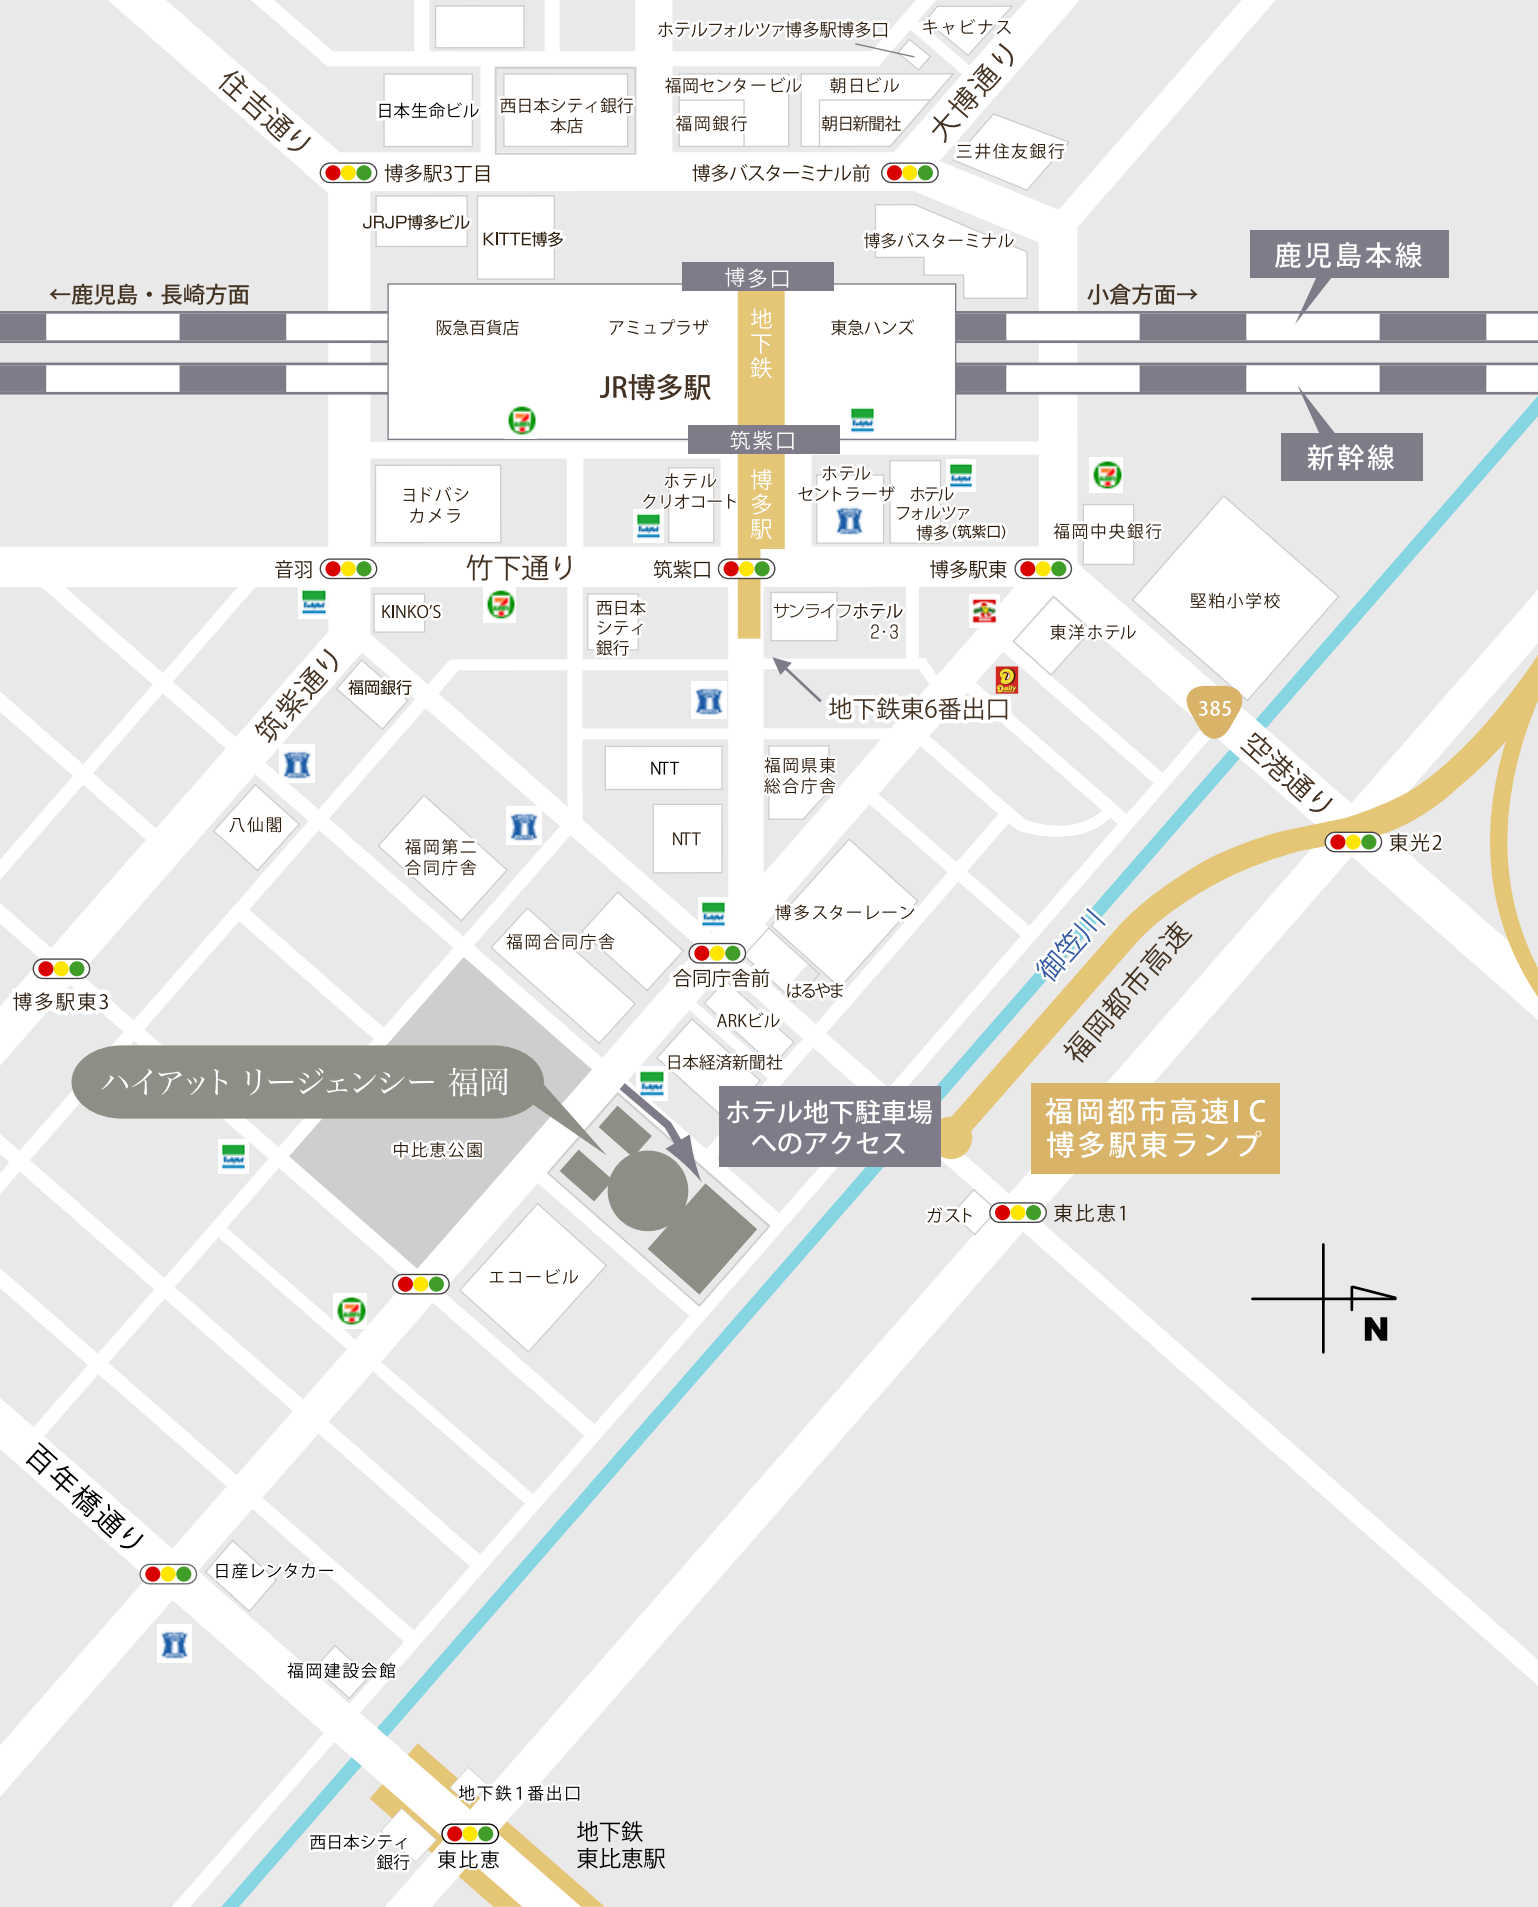 ホテルフォルツァ博多駅博多口
キャビナス
住吉通り
日本生命ビル
西日本シティ銀行
本店
福岡センタービル
福岡銀行
朝日ビル
朝日新聞社
大博通り
三井住友銀行
博多駅3丁目
博多バスターミナル前
JRJP博多ビル
KITTE博多
博多バスターミナル
鹿児島本線
博多口
←鹿児島・長崎方面
小倉方面→
阪急百貨店
アミュプラザ
地下鉄
東急ハンズ
JR博多駅
筑紫口
新幹線
ヨドバシ
カメラ
ホテル
クリオコート
博多駅
ホテル
セントラーザ
ホテル
フォルツァ
博多(筑紫口)
福岡中央銀行
音羽
竹下通り
筑紫口
博多駅東
KINKO'S
西日本
シティ
銀行
サンライフホテル
2・3
東洋ホテル
堅粕小学校
筑紫通り
福岡銀行
地下鉄東6番出口
385
空港通り
NTT
福岡県東
総合庁舎
八仙閣
福岡第二
合同庁舎
NTT
東光2
博多スターレーン
福岡合同庁舎
御笠川
福岡都市高速
博多駅東3
合同庁舎前
はるやま
ARKビル
日本経済新聞社
ハイアット リージェンシー 福岡
ホテル地下駐車場
へのアクセス
福岡都市高速IC
博多駅東ランプ
中比恵公園
ガスト
東比恵1
エコービル
N
百年橋通り
日産レンタカー
福岡建設会館
地下鉄1番出口
西日本シティ
銀行
東比恵
地下鉄
東比恵駅
7
7
7
7
Daily